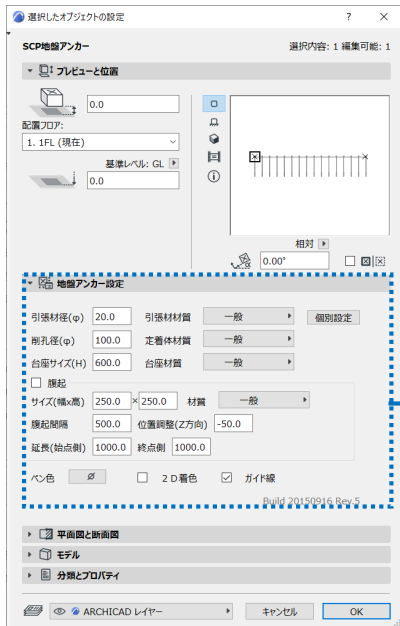 選択したオブジェクトの設定 ? ×
SCP地盤アンカー 選択内容: 1 編集可能: 1
プレビューと位置
0.0
配置フロア:
1. 1FL (現在)
基準レベル: GL
0.0
相対
0.00°
地盤アンカー設定
引張材径(φ) 20.0 引張材材質 一般 個別設定
削孔径(φ) 100.0 定着体材質 一般
台座サイズ(H) 600.0 台座材質 一般
腹起
サイズ(幅x高) 250.0 × 250.0 材質 一般
腹起間隔 500.0 位置調整(Z方向) -50.0
延長(始点側) 1000.0 終点側 1000.0
ペン色 2D着色 ガイド線
Build 20150916 Rev.5
平面図と断面図
モデル
分類とプロパティ
ARCHICAD レイヤー キャンセル OK